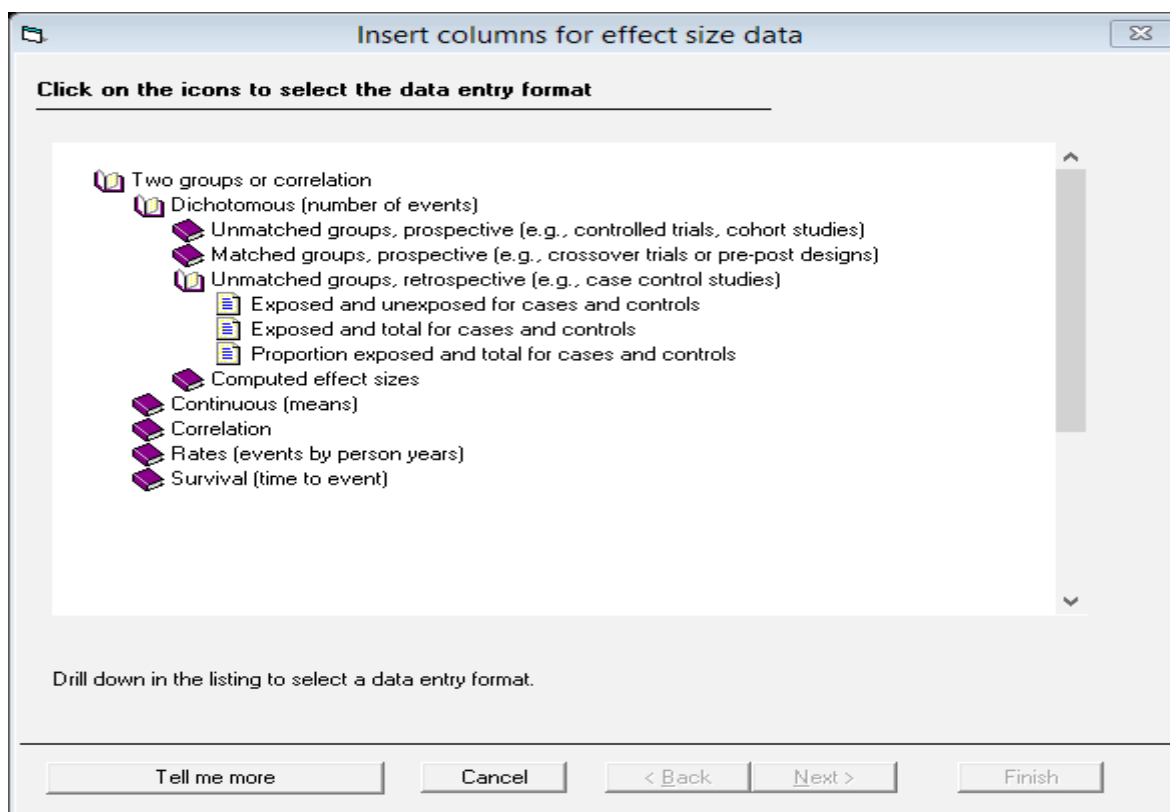 Insert columns for effect size data
Click on the icons to select the data entry format
Two groups or correlation
Dichotomous (number of events)
Unmatched groups, prospective (e.g., controlled trials, cohort studies)
Matched groups, prospective (e.g., crossover trials or pre-post designs)
Unmatched groups, retrospective (e.g., case control studies)
Exposed and unexposed for cases and controls
Exposed and total for cases and controls
Proportion exposed and total for cases and controls
Computed effect sizes
Continuous (means)
Correlation
Rates (events by person years)
Survival (time to event)
Drill down in the listing to select a data entry format.
Tell me more Cancel < Back Next > Finish